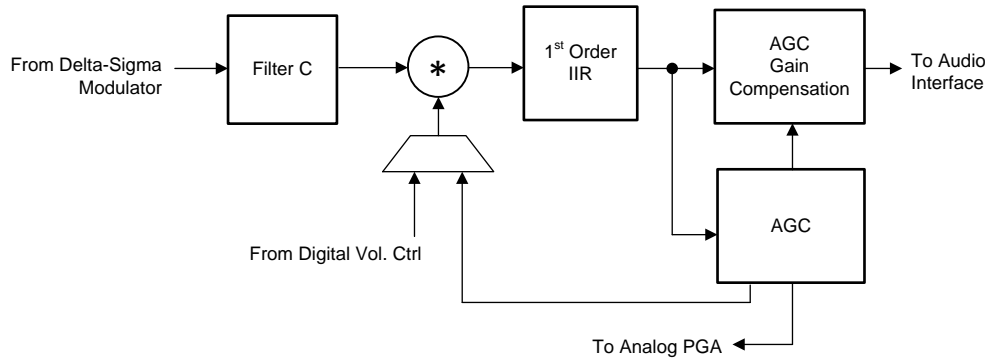 From Delta-Sigma
Modulator
Filter C
*
1st Order
IIR
AGC
Gain
Compensation
To Audio
Interface
AGC
From Digital Vol. Ctrl
To Analog PGA